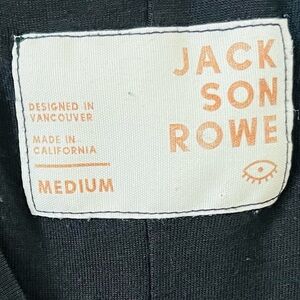 JACK
SON
ROWE
DESIGNED IN
VANCOUVER
MADE IN
CALIFORNIA
MEDIUM